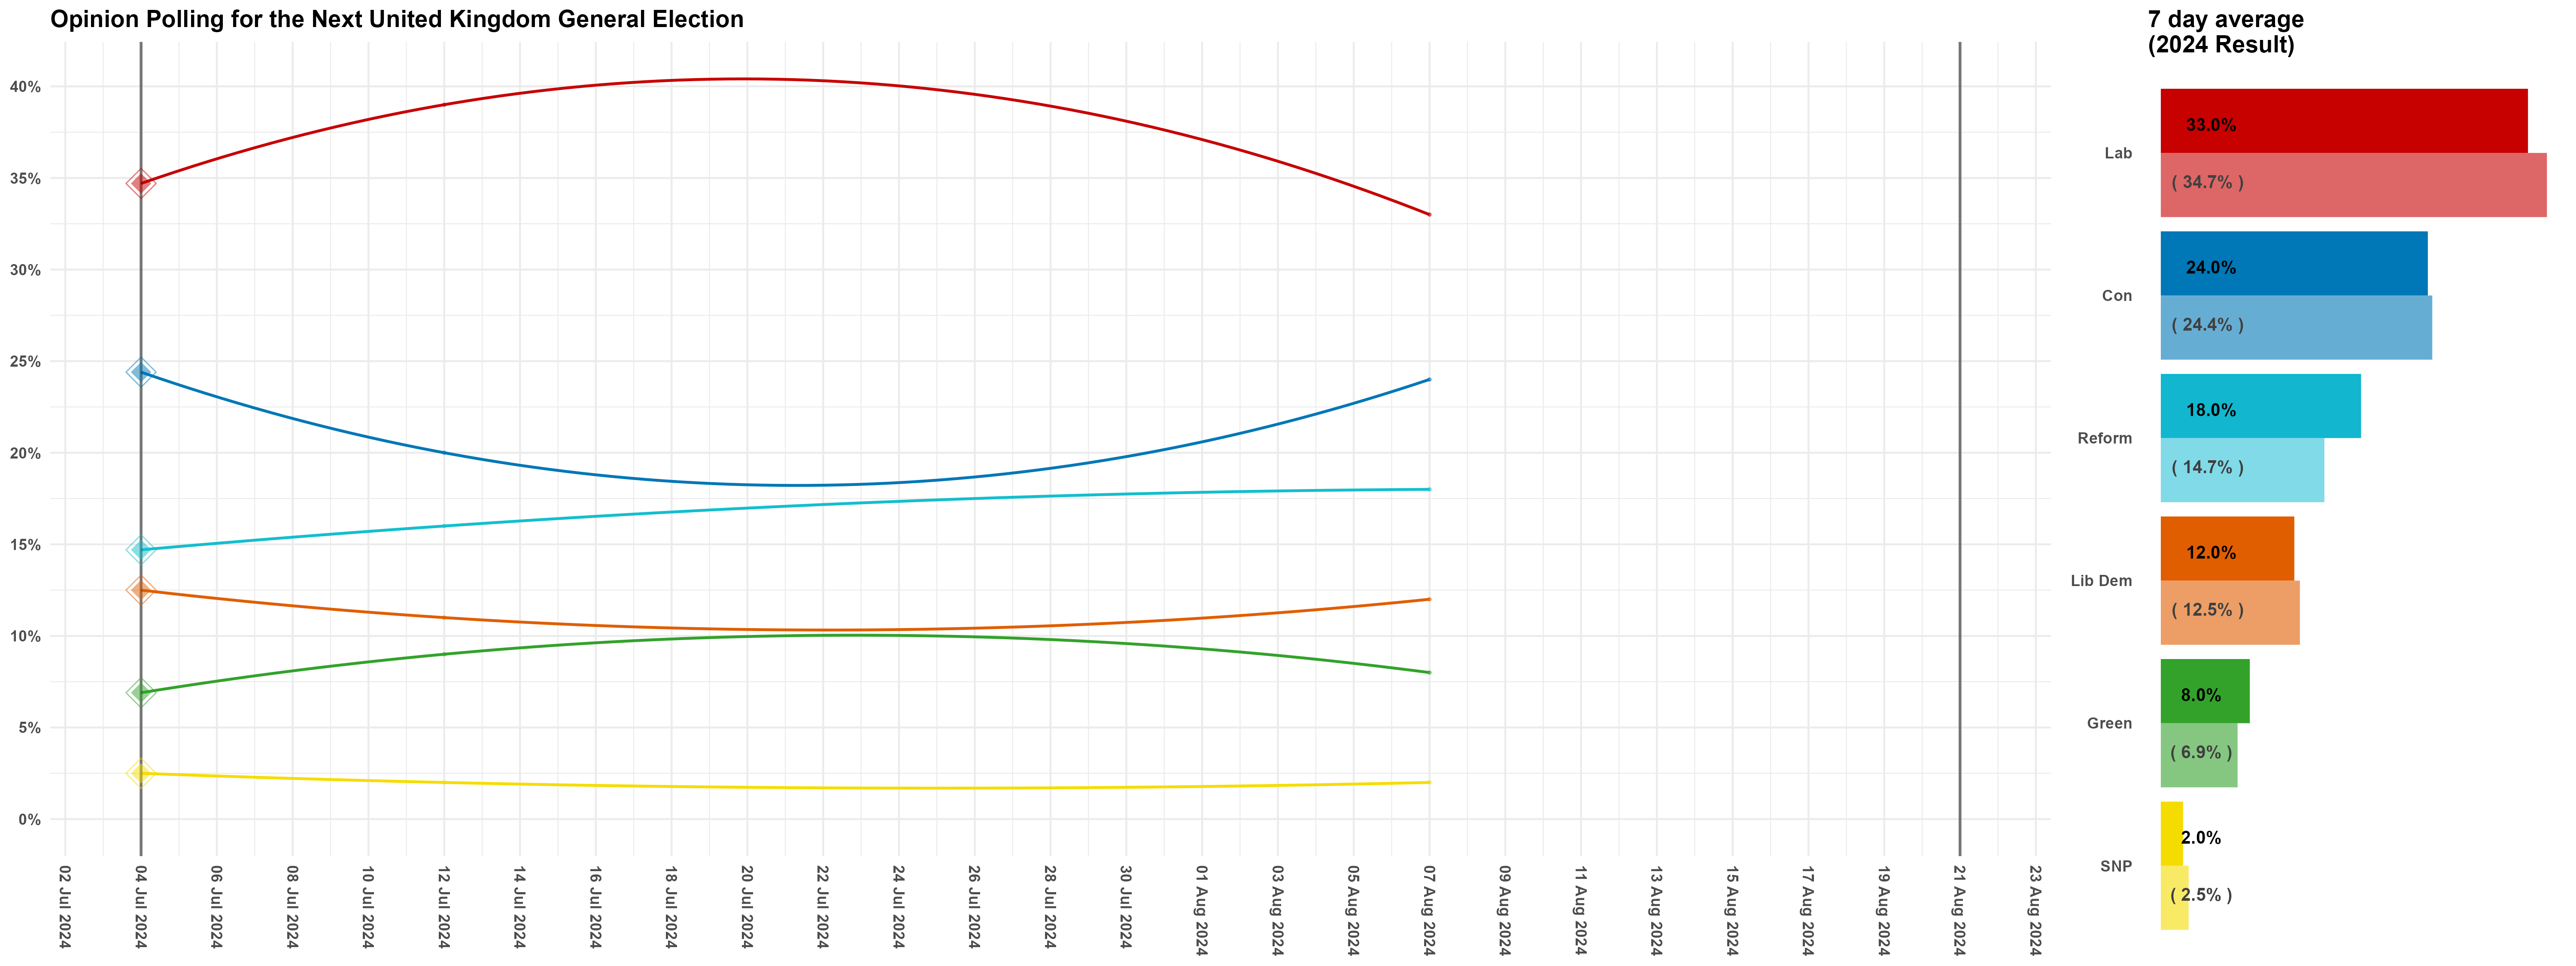 Opinion Polling for the Next United Kingdom General Election
40%
35%
30%
25%
20%
15%
10%
5%
0%
02 Jul 2024
04 Jul 2024
06 Jul 2024
08 Jul 2024
10 Jul 2024
12 Jul 2024
14 Jul 2024
16 Jul 2024
18 Jul 2024
20 Jul 2024
22 Jul 2024
24 Jul 2024
26 Jul 2024
28 Jul 2024
30 Jul 2024
01 Aug 2024
03 Aug 2024
05 Aug 2024
07 Aug 2024
09 Aug 2024
11 Aug 2024
13 Aug 2024
15 Aug 2024
17 Aug 2024
19 Aug 2024
21 Aug 2024
23 Aug 2024
7 day average
(2024 Result)
Lab
33.0%
( 34.7% )
Con
24.0%
( 24.4% )
Reform
18.0%
( 14.7% )
Lib Dem
12.0%
( 12.5% )
Green
8.0%
( 6.9% )
SNP
2.0%
( 2.5% )